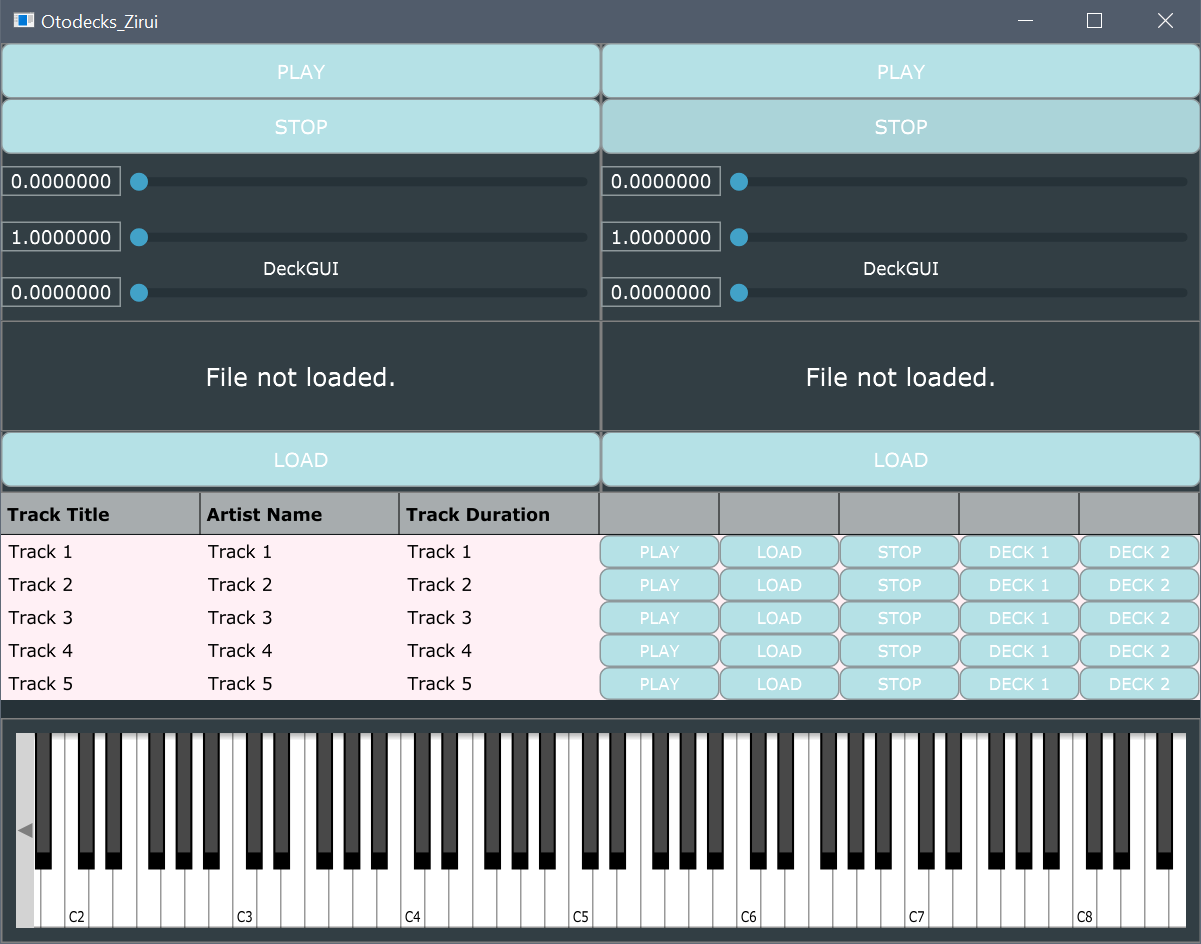 Otodecks_Zirui
PLAY PLAY
STOP STOP
0.0000000 0.0000000
1.0000000 1.0000000
DeckGUI DeckGUI
0.0000000 0.0000000
File not loaded. File not loaded.
LOAD LOAD
Track Title Artist Name Track Duration
Track 1 Track 1 Track 1 PLAY LOAD STOP DECK 1 DECK 2
Track 2 Track 2 Track 2 PLAY LOAD STOP DECK 1 DECK 2
Track 3 Track 3 Track 3 PLAY LOAD STOP DECK 1 DECK 2
Track 4 Track 4 Track 4 PLAY LOAD STOP DECK 1 DECK 2
Track 5 Track 5 Track 5 PLAY LOAD STOP DECK 1 DECK 2
C2 C3 C4 C5 C6 C7 C8